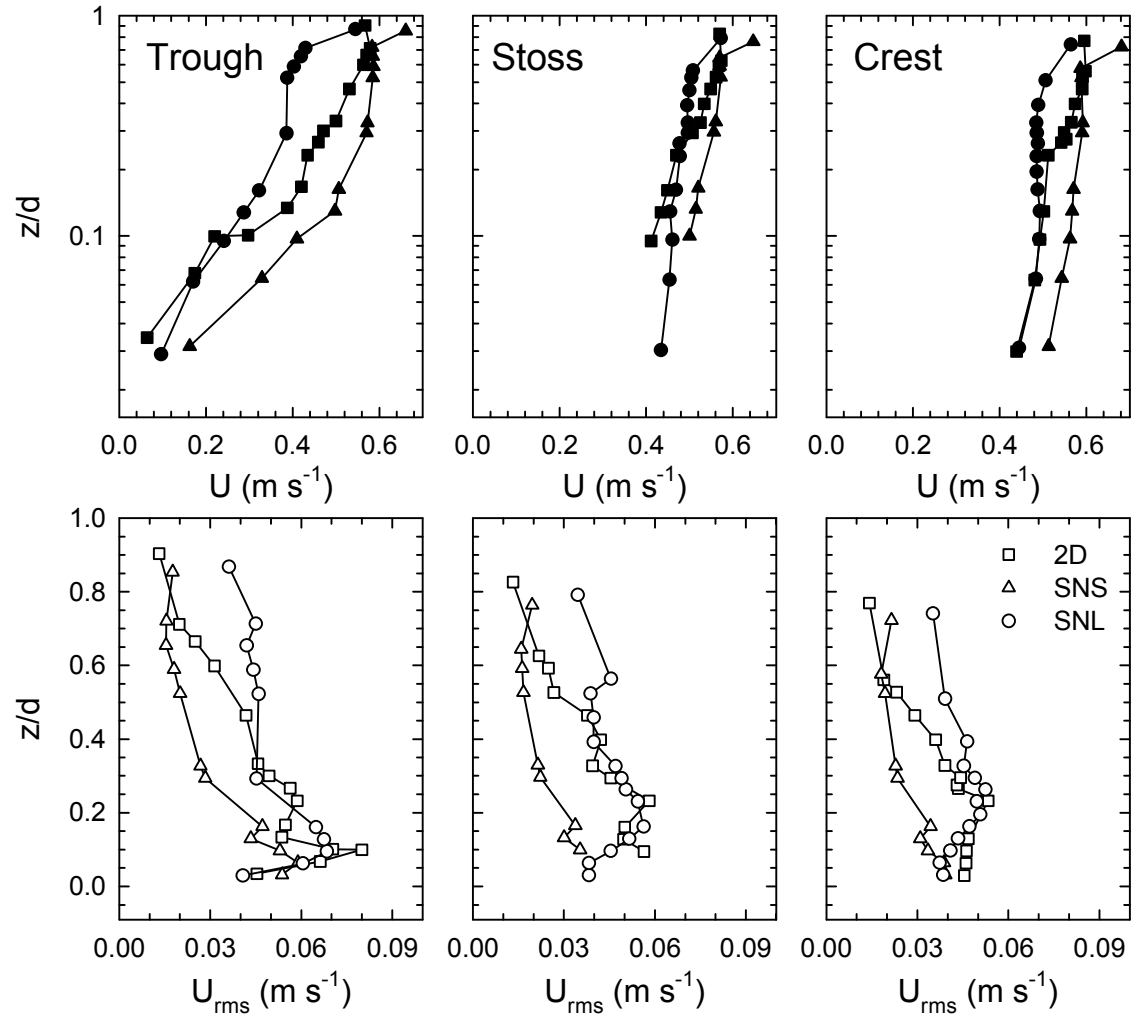 Trough Stoss Crest
1
0.1
z/d
0.0 0.2 0.4 0.6 0.0 0.2 0.4 0.6 0.0 0.2 0.4 0.6
U (m s⁻¹) U (m s⁻¹) U (m s⁻¹)
1.0
0.8
0.6
0.4
0.2
0.0
z/d
2D
SNS
SNL
0.00 0.03 0.06 0.09 0.00 0.03 0.06 0.09 0.00 0.03 0.06 0.09
Urms (m s⁻¹) Urms (m s⁻¹) Urms (m s⁻¹)